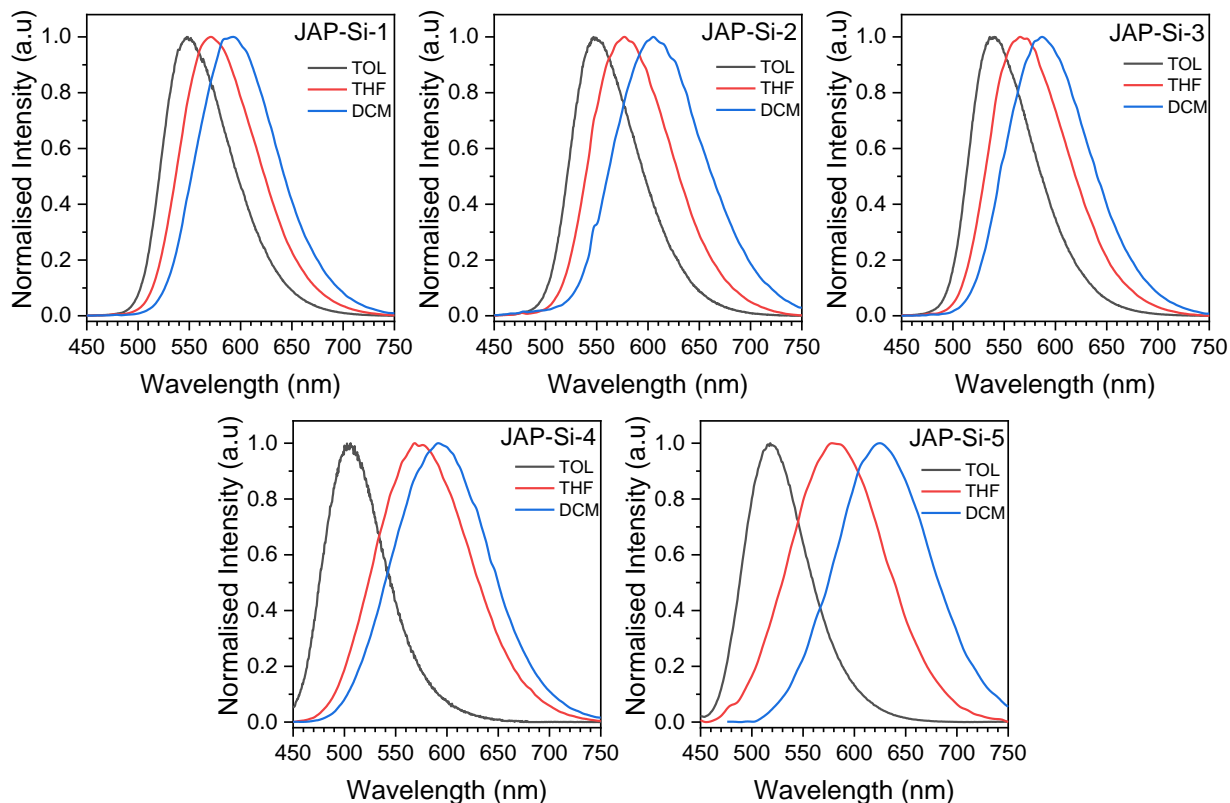 JAP-Si-1
TOL
THF
DCM
Normalised Intensity (a.u)
1.0
0.8
0.6
0.4
0.2
0.0
450 500 550 600 650 700 750
Wavelength (nm)
JAP-Si-2
TOL
THF
DCM
Normalised Intensity (a.u)
1.0
0.8
0.6
0.4
0.2
0.0
450 500 550 600 650 700 750
Wavelength (nm)
JAP-Si-3
TOL
THF
DCM
Normalised Intensity (a.u)
1.0
0.8
0.6
0.4
0.2
0.0
450 500 550 600 650 700 750
Wavelength (nm)
JAP-Si-4
TOL
THF
DCM
Normalised Intensity (a.u)
1.0
0.8
0.6
0.4
0.2
0.0
450 500 550 600 650 700 750
Wavelength (nm)
JAP-Si-5
TOL
THF
DCM
Normalised Intensity (a.u)
1.0
0.8
0.6
0.4
0.2
0.0
450 500 550 600 650 700 750
Wavelength (nm)